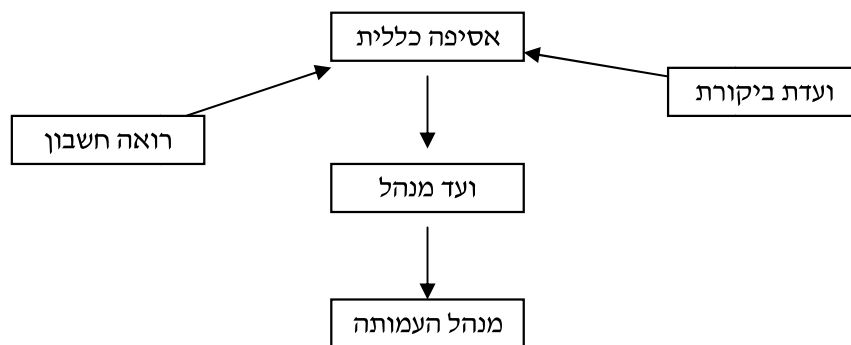 אסיפה כללית
ועדת ביקורת
רואה חשבון
ועד מנהל
מנהל העמותה